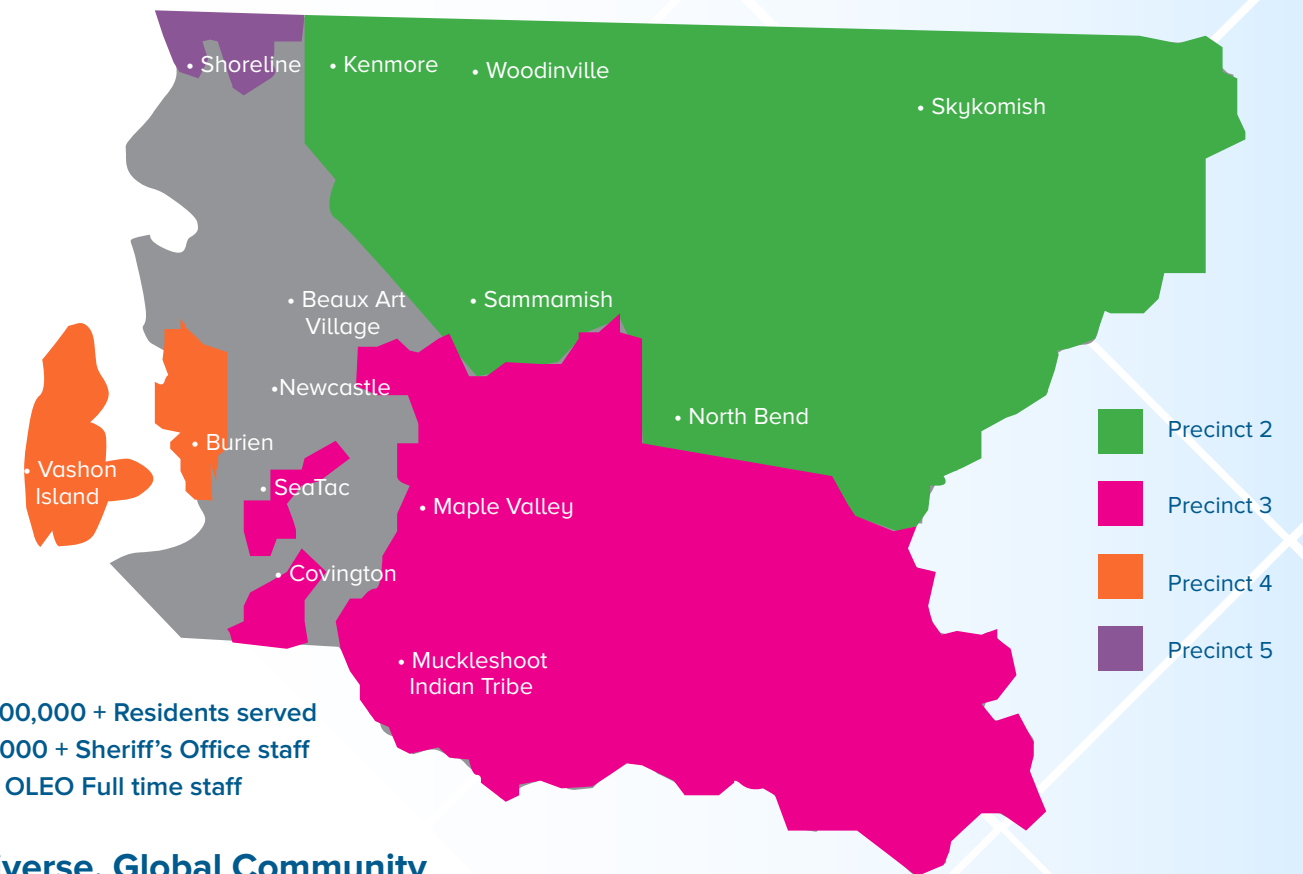 • Shoreline
• Kenmore
• Woodinville
• Skykomish
• Beaux Art
Village
• Sammamish
•Newcastle
• North Bend
• Burien
• Vashon
Island
• SeaTac
• Maple Valley
• Covington
• Muckleshoot
Indian Tribe
Precinct 2
Precinct 3
Precinct 4
Precinct 5
00,000 + Residents served
000 + Sheriff's Office staff
OLEO Full time staff
Global Community